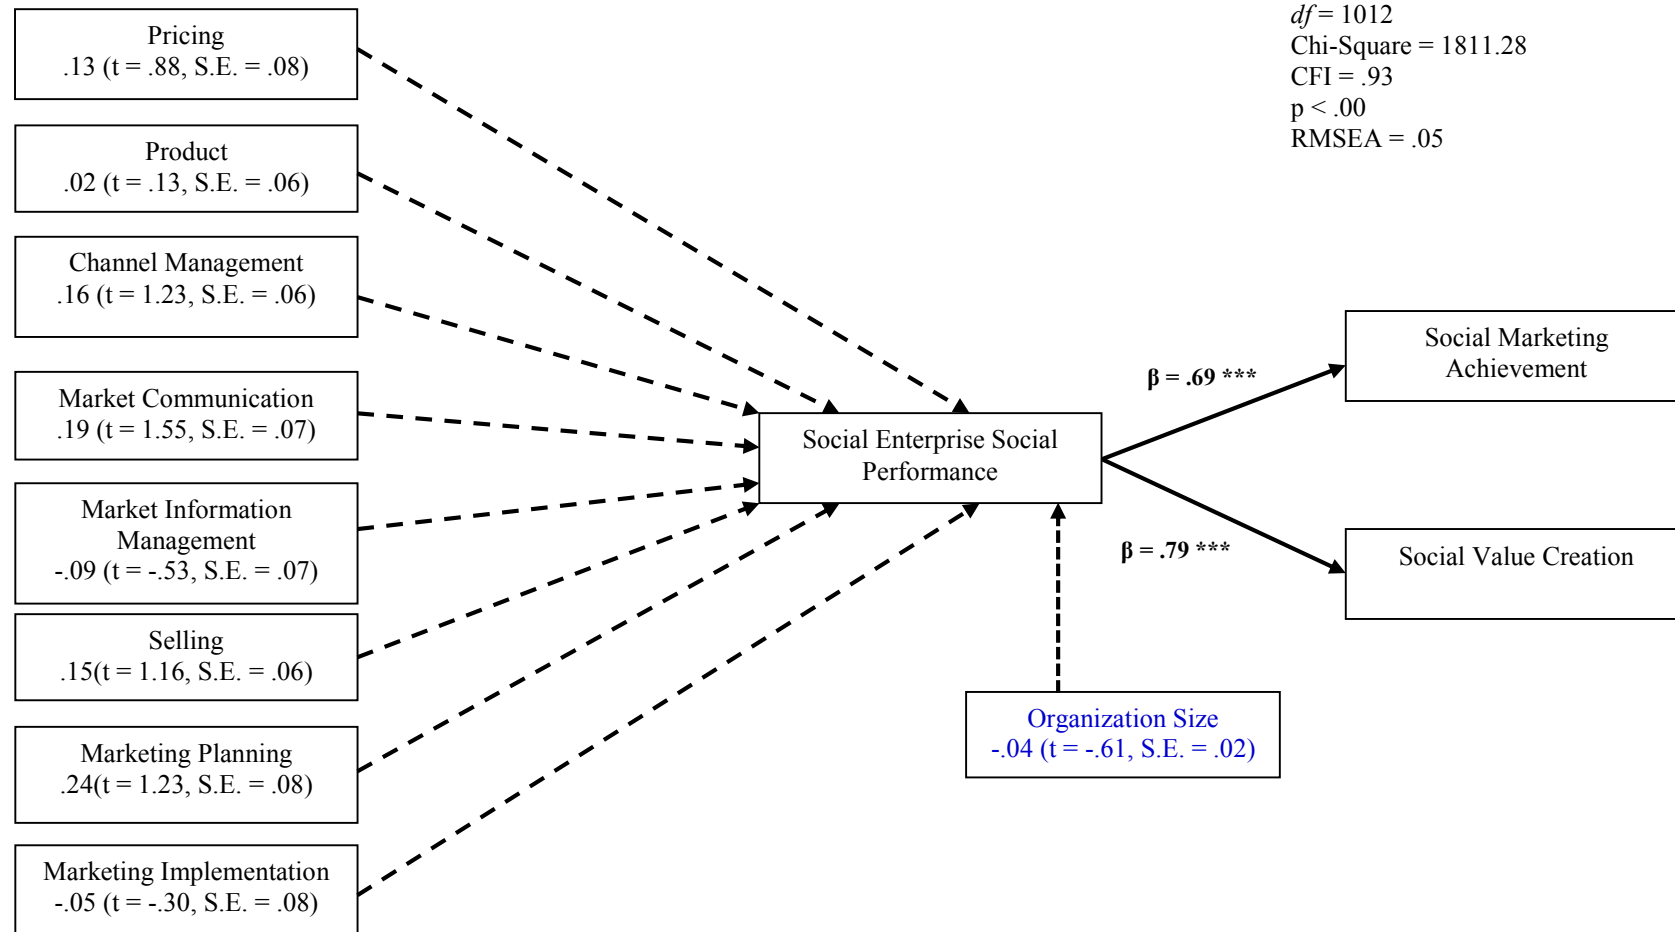 df = 1012
Chi-Square = 1811.28
CFI = .93
p < .00
RMSEA = .05
Pricing
.13 (t = .88, S.E. = .08)
Product
.02 (t = .13, S.E. = .06)
Channel Management
.16 (t = 1.23, S.E. = .06)
Market Communication
.19 (t = 1.55, S.E. = .07)
Market Information
Management
-.09 (t = -.53, S.E. = .07)
Selling
.15(t = 1.16, S.E. = .06)
Marketing Planning
.24(t = 1.23, S.E. = .08)
Marketing Implementation
-.05 (t = -.30, S.E. = .08)
Social Enterprise Social
Performance
Organization Size
-.04 (t = -.61, S.E. = .02)
β = .69 ***
β = .79 ***
Social Marketing
Achievement
Social Value Creation